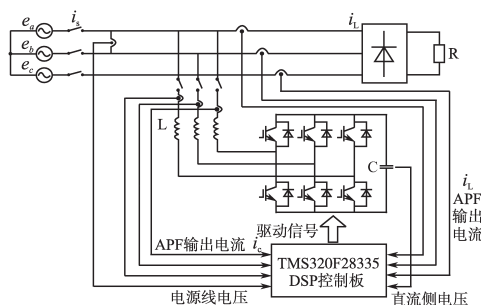 e_a
i_s
i_L
e_b
e_c
R
L
C
驱动信号
i_L
APF
输出
电流
APF输出电流 i_c
TMS320F28335
DSP控制板
电源线电压
直流侧电压